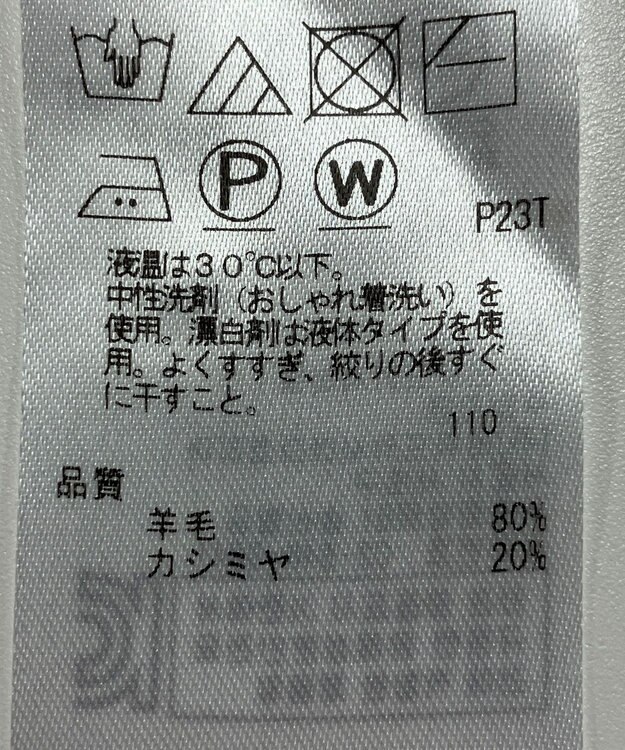 P W
P23T
液温は30℃以下。
中性洗剤（おしゃれ着洗い）を
使用。漂白剤は液体タイプを使
用。よくすすぎ、絞りの後すぐ
に干すこと。
110
品質
羊毛 80%
カシミヤ 20%